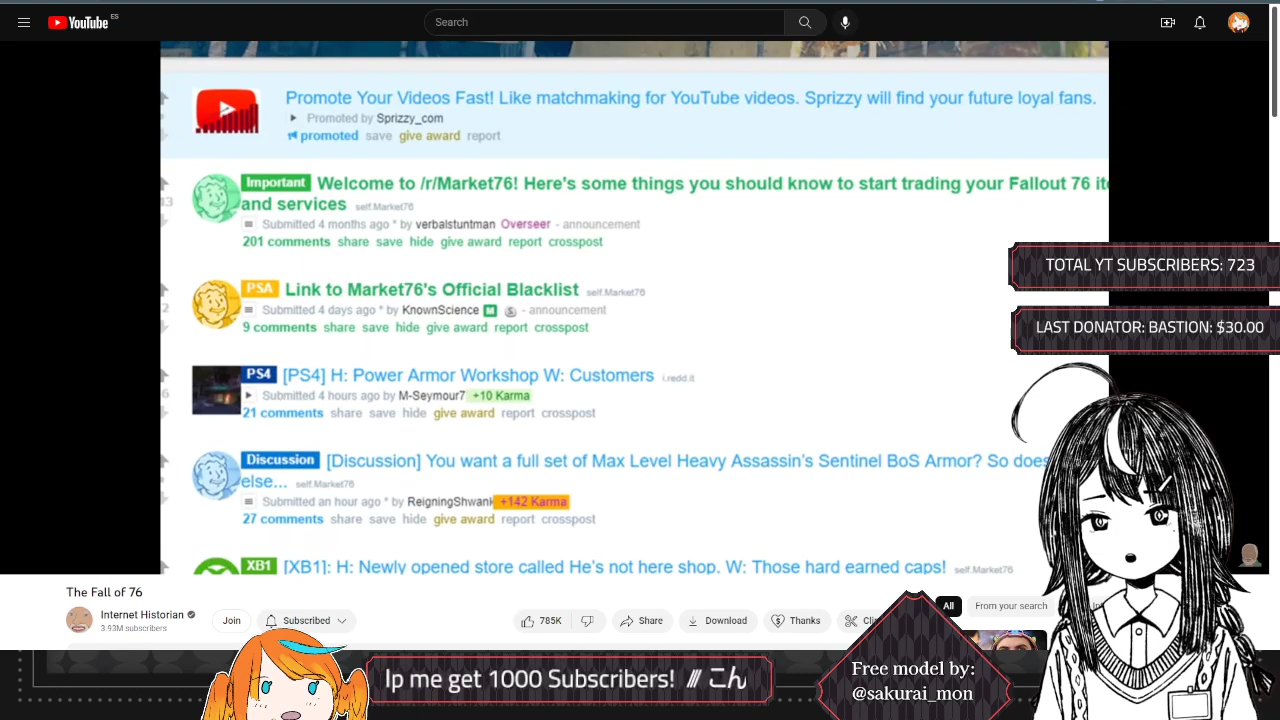 YouTube ES
Search
Promote Your Videos Fast! Like matchmaking for YouTube videos. Sprizzy will find your future loyal fans.
Promoted by Sprizzy_com
promoted save give award report
Important Welcome to /r/Market76! Here's some things you should know to start trading your Fallout 76
and services self.Market76
Submitted 4 months ago * by verbalstuntman Overseer - announcement
201 comments share save hide give award report crosspost
PSA Link to Market76's Official Blacklist self.Market76
Submitted 4 days ago * by KnownScience M S - announcement
9 comments share save hide give award report crosspost
PS4 [PS4] H: Power Armor Workshop W: Customers i.redd.it
Submitted 4 hours ago by M-Seymour7 +10 Karma
21 comments share save hide give award report crosspost
Discussion [Discussion] You want a full set of Max Level Heavy Assassin's Sentinel BoS Armor? So does
else... self.Market76
Submitted an hour ago * by ReigningShwank +142 Karma
27 comments share save hide give award report crosspost
XB1 [XB1]: H: Newly opened store called He's not here shop. W: Those hard earned caps! self.Market76
TOTAL YT SUBSCRIBERS: 723
LAST DONATOR: BASTION: $30.00
The Fall of 76
Internet Historian
3.93M subscribers
Join
Subscribed
785K
Share
Download
Thanks
All
From your search
lp me get 1000 Subscribers! /// こん
Free model by:
@sakurai_mon